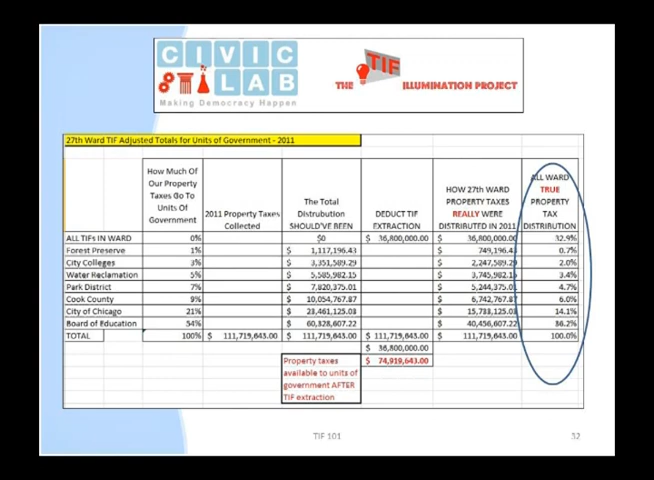 CIVIC
LAB
Making Democracy Happen
THE TIF ILLUMINATION PROJECT
27th Ward TIF Adjusted Totals for Units of Government - 2011
How Much Of Our Property Taxes Go To Units Of Government | 2011 Property Taxes Collected | The Total Distrubution SHOULD'VE BEEN | DEDUCT TIF EXTRACTION | HOW 27th WARD PROPERTY TAXES REALLY WERE DISTRIBUTED IN 2011 | ALL WARD TRUE PROPERTY TAX DISTRIBUTION
ALL TIFs IN WARD 0% $0 $ 36,800,000.00 $ 36,800,000.00 32.9%
Forest Preserve 1% $ 1,117,196.43 $ 749,196.43 0.7%
City Colleges 3% $ 3,351,589.29 $ 2,247,589.29 2.0%
Water Reclamation 5% $ 5,585,982.15 $ 3,745,982.15 3.4%
Park District 7% $ 7,820,375.01 $ 5,244,375.01 4.7%
Cook County 9% $ 10,054,767.87 $ 6,742,767.87 6.0%
City of Chicago 21% $ 23,461,125.03 $ 15,733,125.03 14.1%
Board of Education 54% $ 60,328,607.22 $ 40,456,607.22 36.2%
TOTAL 100% $ 111,719,643.00 $ 111,719,643.00 $ 111,719,643.00 $ 111,719,643.00 100.0%
$ 36,800,000.00
Property taxes $ 74,919,643.00
available to units of
government AFTER
TIF extraction
TIF 101 32